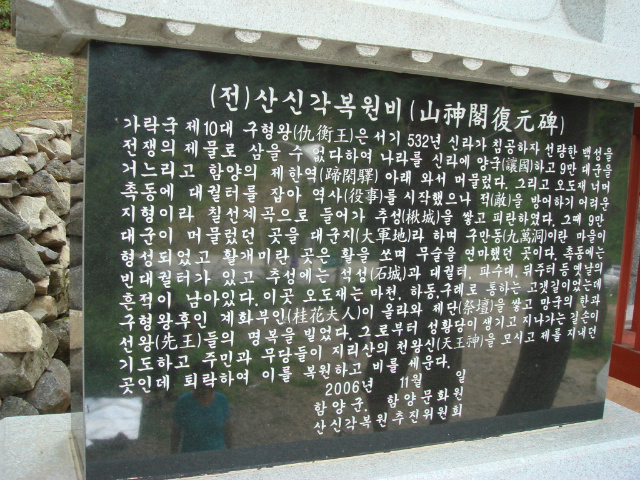 (전)산신각복원비(山神閣復元碑)
가락국 제10대 구형왕(仇衡王)은 서기 532년 신라가 침공하자 선량한 백성을
전쟁의 제물로 삼을 수 없다하여 나라를 신라에 양국(讓國)하고 9만 대군을
거느리고 함양의 제한역(蹄閑驛) 아래 와서 머물렀다. 그리고 오도재 너머
촉동에 대궐터를 잡아 역사(役事)를 시작했으나 적(敵)을 방어하기 어려운
지형이라 칠선계곡으로 들어가 추성(楸城)을 쌓고 피란하였다. 그때 9만
대군이 머물렀던 곳을 대군지(大軍地)라 하며 구만동(九萬洞)이란 마을이
형성되었고 활개미란 곳은 활을 쏘며 무술을 연마했던 곳이다. 촉동에는
빈대궐터가 있고 추성에는 석성(石城)과 대궐터, 파수대, 뒤주터 등 옛날의
흔적이 남아있다. 이곳 오도재는 마천, 하동,구례로 통하는 고갯길이었는데
구형왕후인 계화부인(桂花夫人)이 올라와 제단(祭壇)을 쌓고 망국의 한과
선왕(先王)들의 명복을 빌었다. 그로부터 성황당이 생기고 지나가는 길손이
기도하고 주민과 무당들이 지리산의 천왕신(天王神)을 모시고 제를 지내던
곳인데 퇴락하여 이를 복원하고 비를 세운다.
2006년 11월 일
함양군, 함양문화원
산신각복원추진위원회